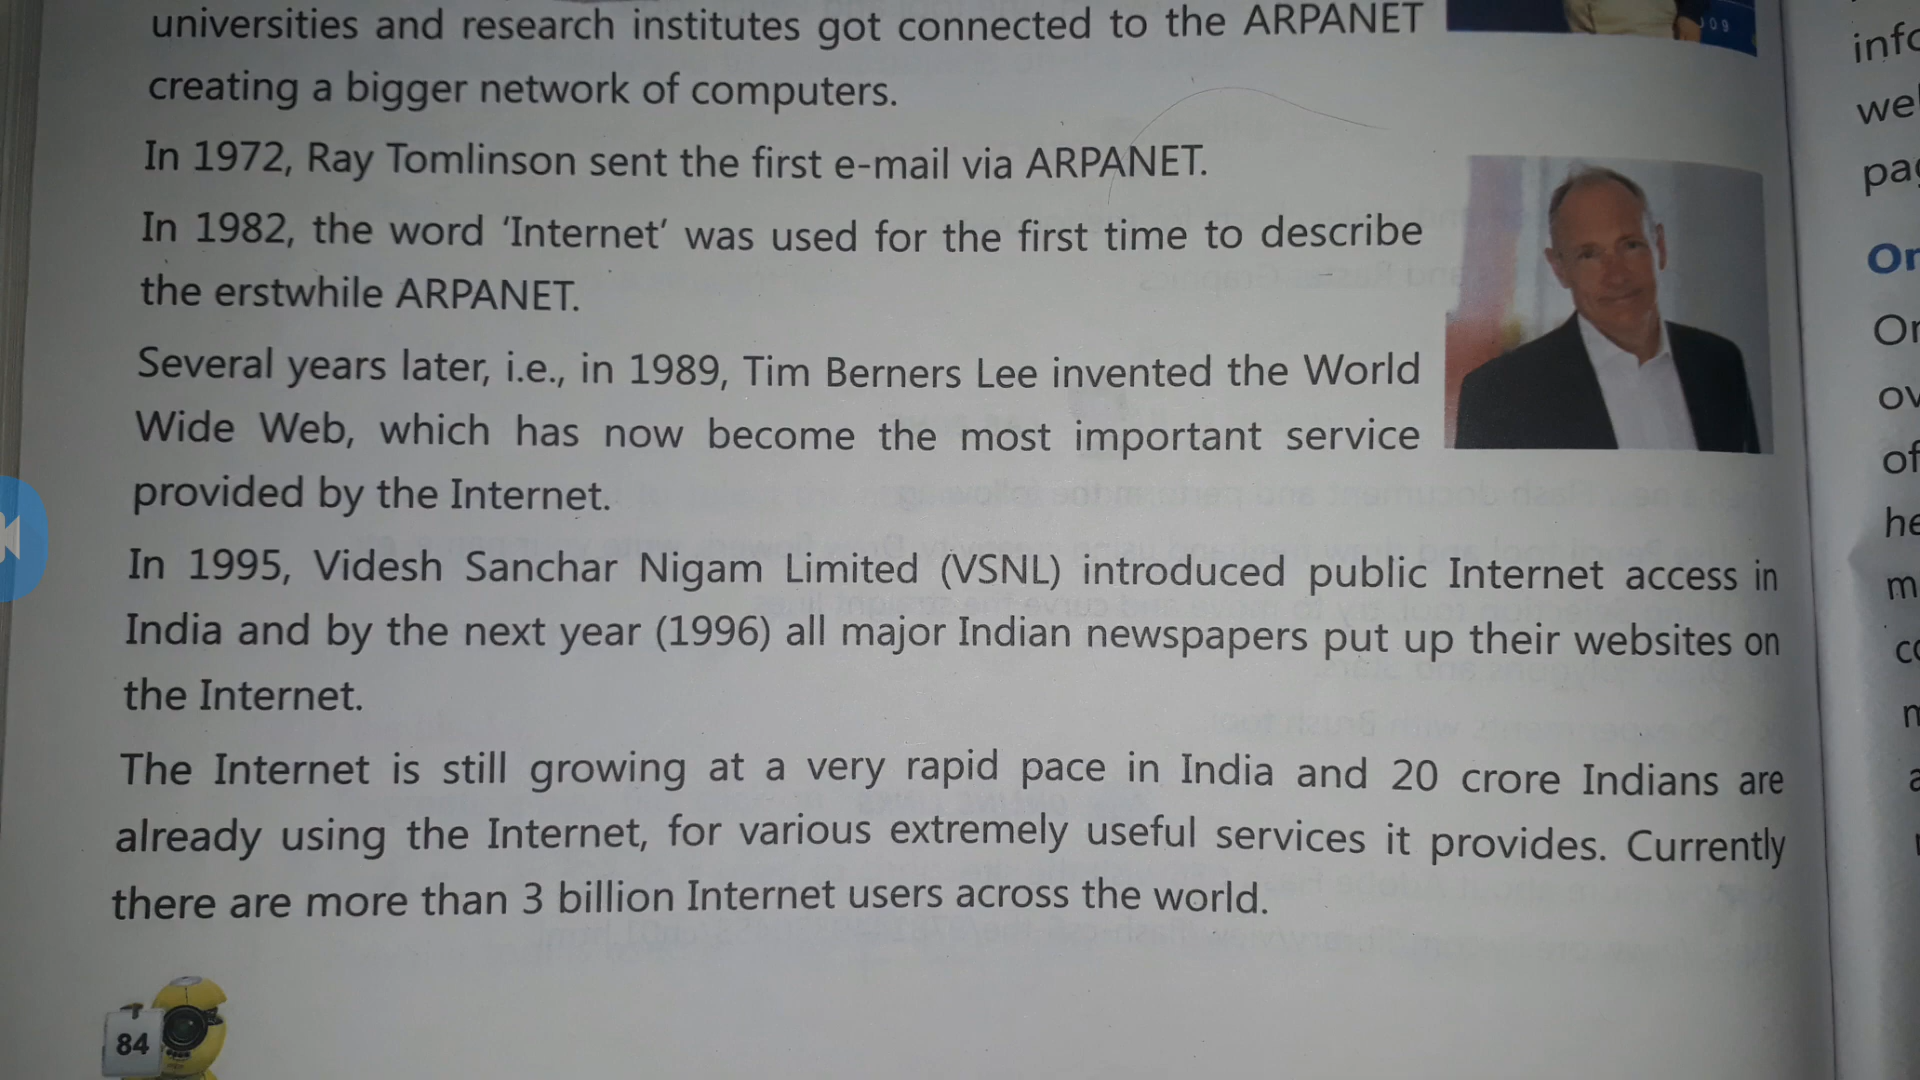 universities and research institutes got connected to the ARPANET
creating a bigger network of computers.
In 1972, Ray Tomlinson sent the first e-mail via ARPANET.
In 1982, the word 'Internet' was used for the first time to describe
the erstwhile ARPANET.
Several years later, i.e., in 1989, Tim Berners Lee invented the World
Wide Web, which has now become the most important service
provided by the Internet.
In 1995, Videsh Sanchar Nigam Limited (VSNL) introduced public Internet access in
India and by the next year (1996) all major Indian newspapers put up their websites on
the Internet.
The Internet is still growing at a very rapid pace in India and 20 crore Indians are
already using the Internet, for various extremely useful services it provides. Currently
there are more than 3 billion Internet users across the world.
84